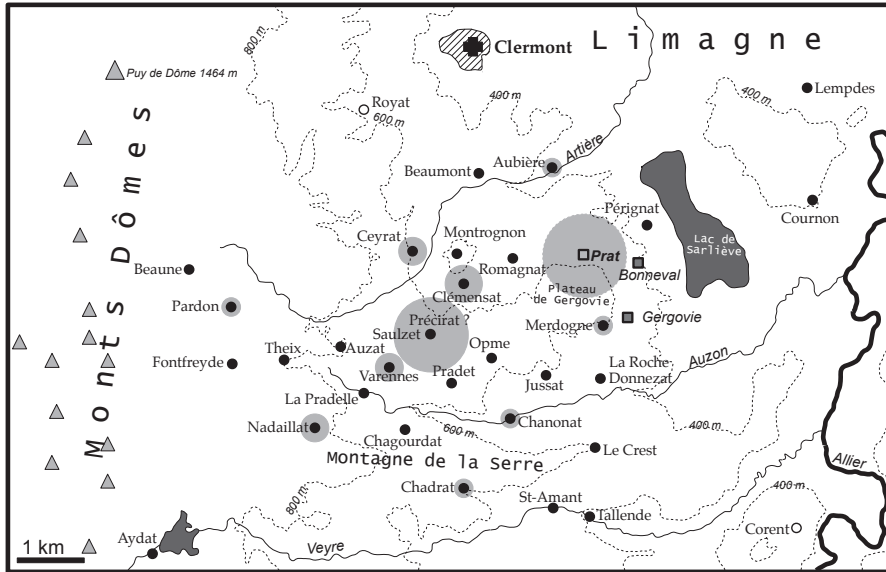 800 m
Clermont
Limagne
Puy de Dôme 1464 m
400 m
400 m
Lempdes
Royat
600 m
Monts Dômes
Artière
Aubière
Beaumont
Cournon
Pérignat
Ceyrat
Montrognon
Lac de
Sarliève
Romagnat
Prat
Beaune
Bonneval
Clémensat
Plateau
de Gergovie
Pardon
Précirat ?
Merdogne
Gergovie
Saulzet
Opme
Auzon
Theix
Auzat
Fontfreyde
Varennes
Pradet
Jussat
La Roche
Donnezat
La Pradelle
Chanonat
400 m
Nadaillat
600 m
Chagourdat
Le Crest
Montagne de la Serre
Allier
Chadrat
800 m
St-Amant
400 m
Tallende
Corent
Aydat
Veyre
1 km